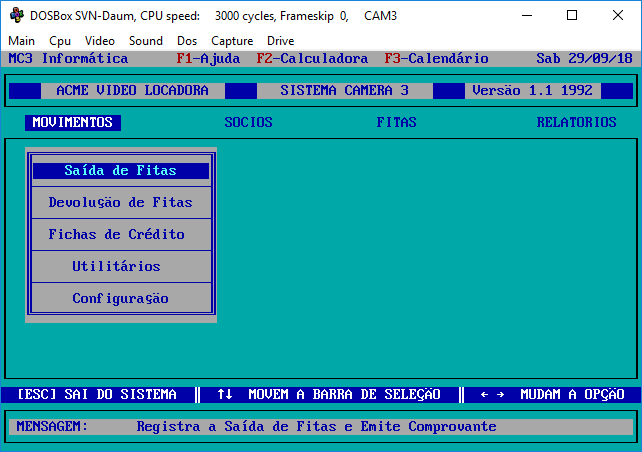 DOSBox SVN-Daum, CPU speed: 3000 cycles, Frameskip 0, CAM3
Main Cpu Video Sound Dos Capture Drive
MC3 Informática F1-Ajuda F2-Calculadora F3-Calendário Sab 29/09/18
ACME VIDEO LOCADORA SISTEMA CAMERA 3 Versão 1.1 1992
MOVIMENTOS SOCIOS FITAS RELATORIOS
Saída de Fitas
Devolução de Fitas
Fichas de Crédito
Utilitários
Configuração
[ESC] SAI DO SISTEMA ║ ↑↓ MOVEM A BARRA DE SELEÇÃO ║ ← → MUDAM A OPÇÃO
MENSAGEM: Registra a Saída de Fitas e Emite Comprovante